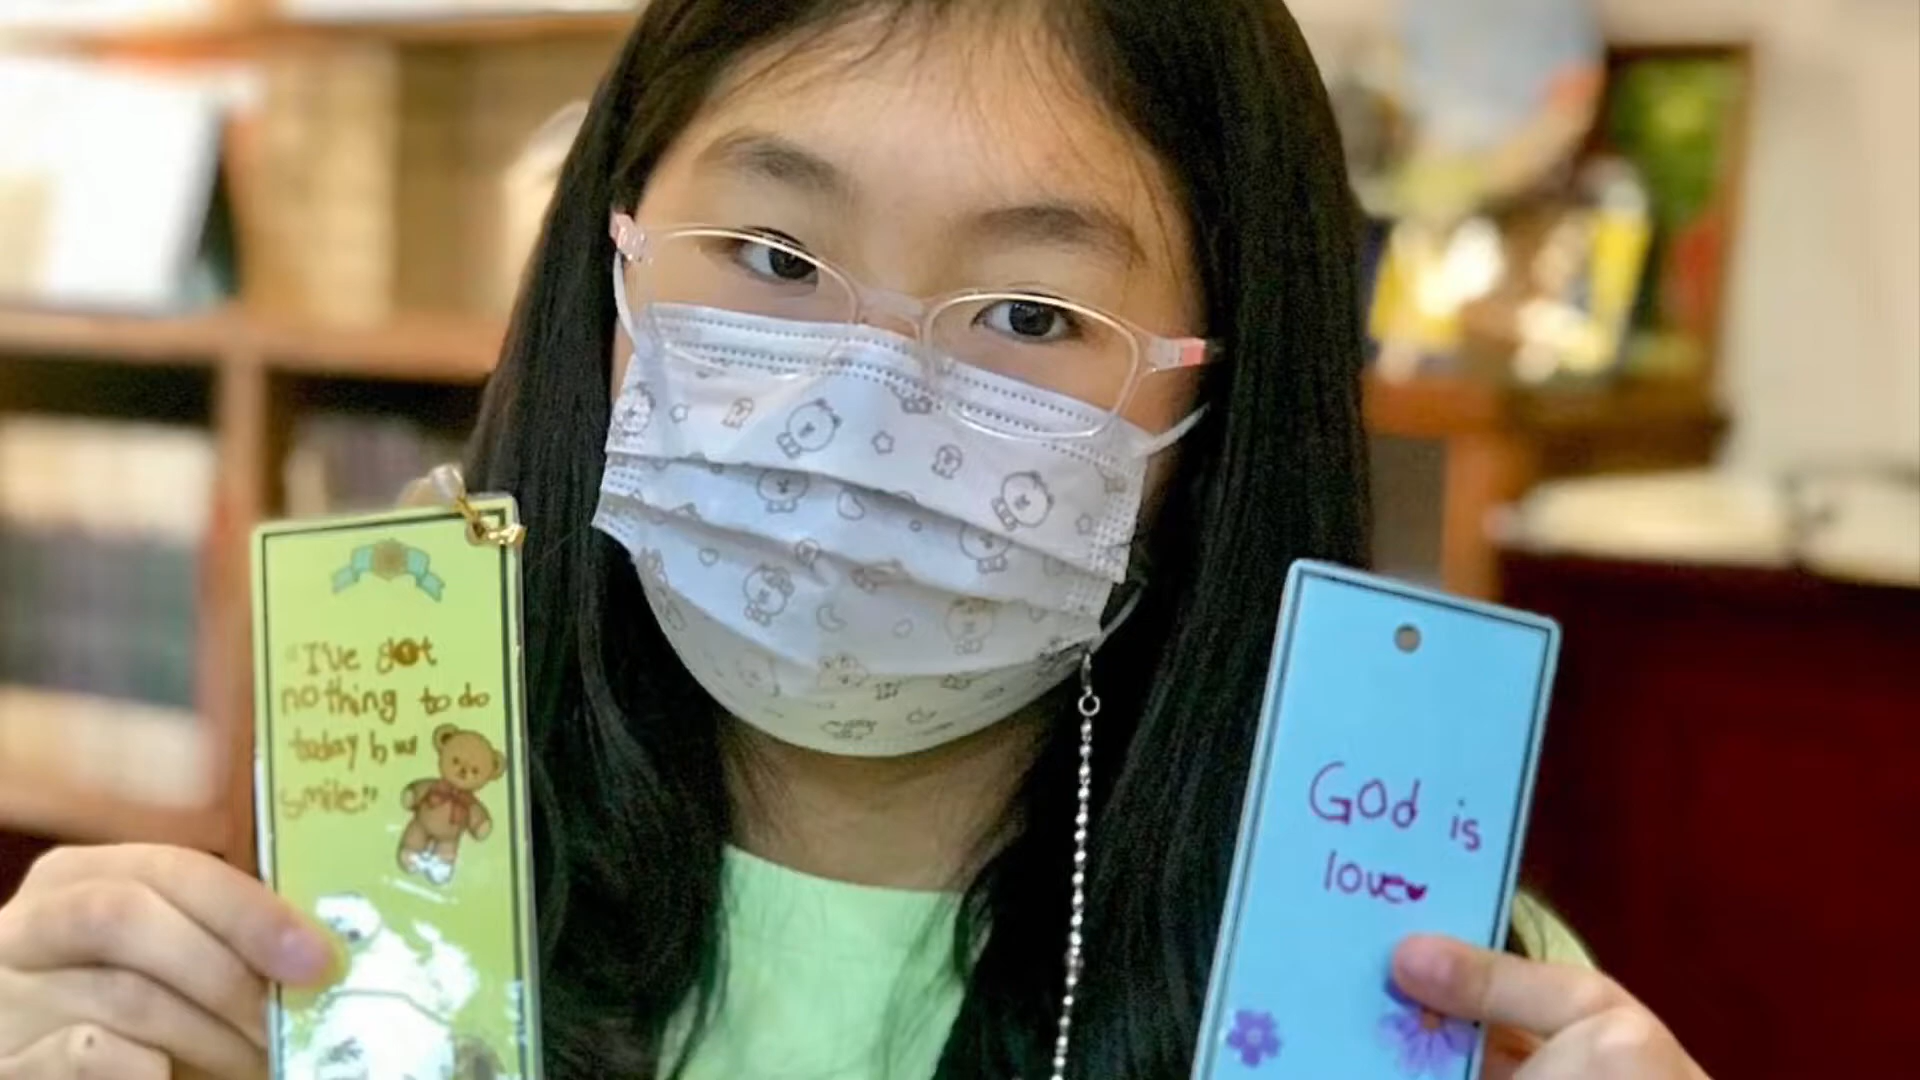 "I've got
nothing to do
today but
smile."
God is
love